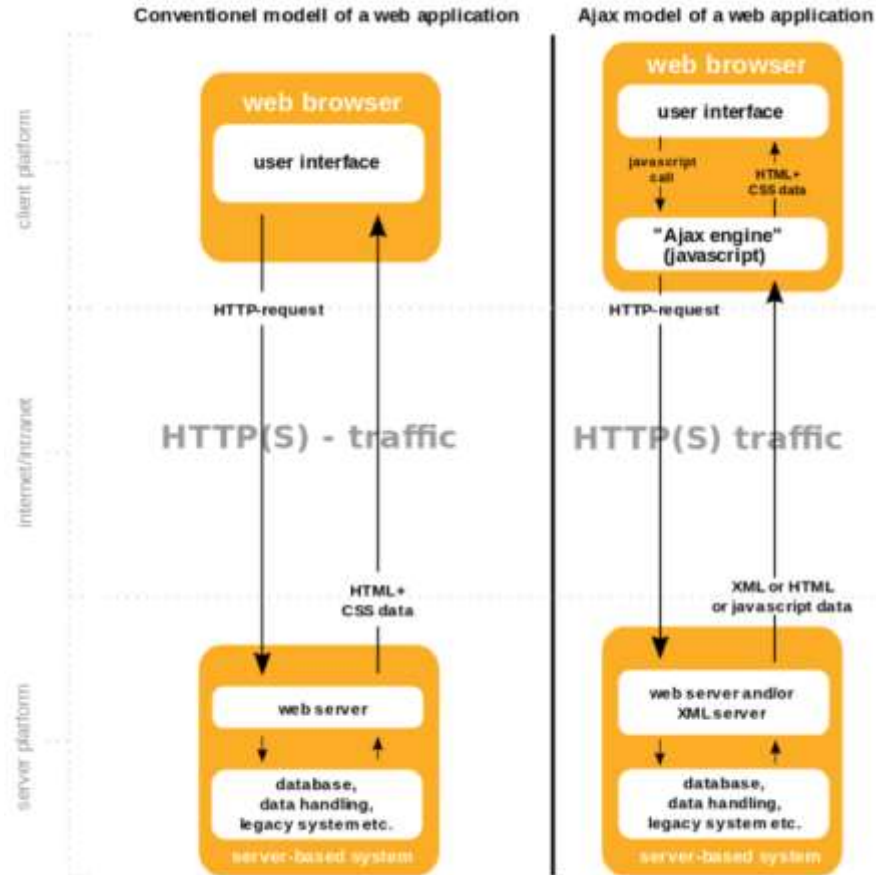 Conventionel modell of a web application
web browser
user interface
HTTP-request
HTTP(S) - traffic
HTML+
CSS data
web server
database,
data handling,
legacy system etc.
server-based system
Ajax model of a web application
web browser
user interface
javascript
call
HTML+
CSS data
"Ajax engine"
(javascript)
HTTP-request
HTTP(S) traffic
XML or HTML
or javascript data
web server and/or
XML server
database,
data handling,
legacy system etc.
server-based system
client platform
internet/intranet
server platform